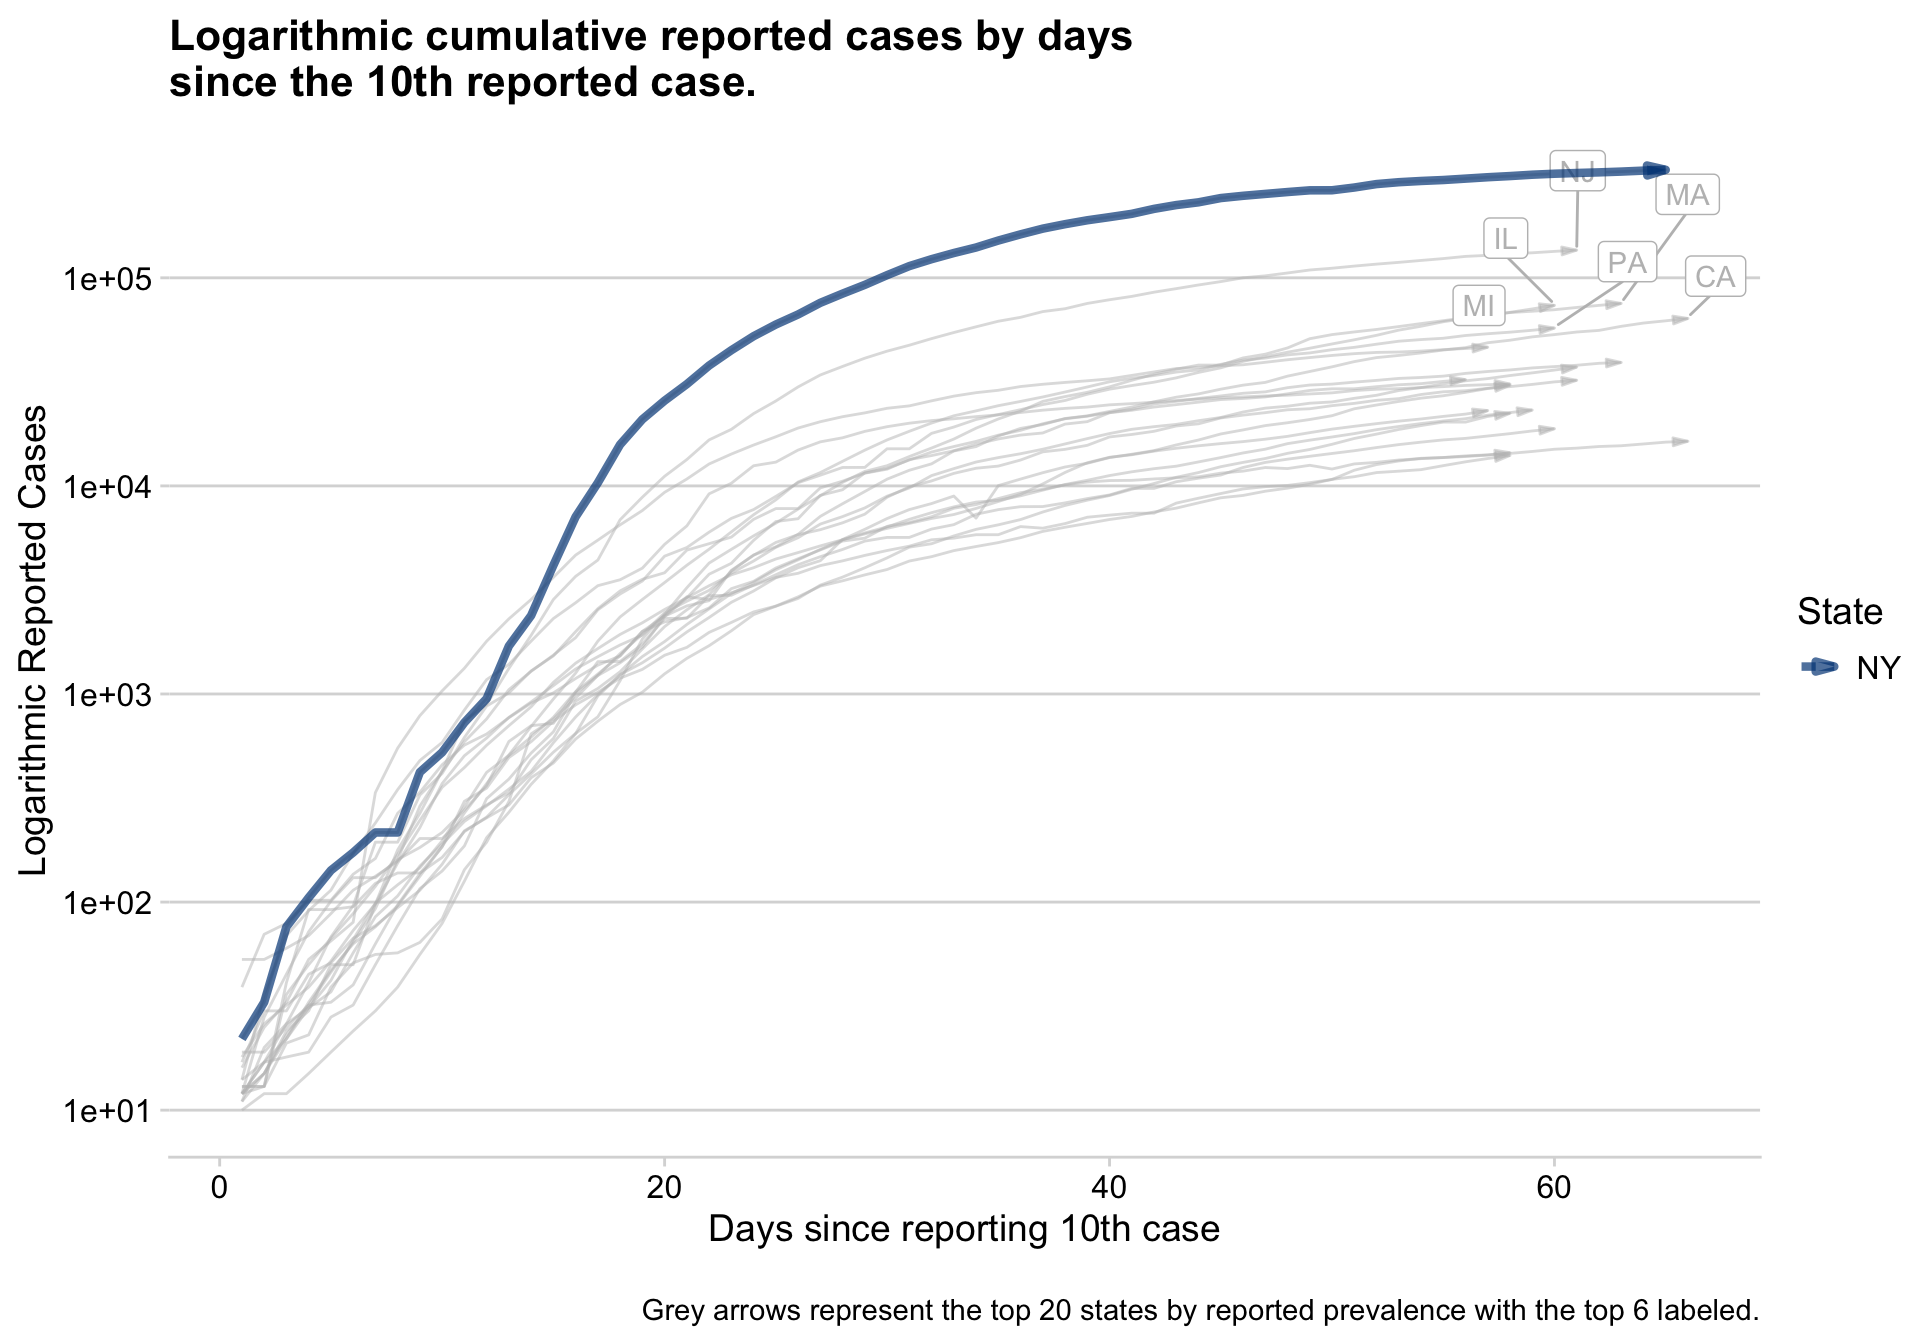 Logarithmic cumulative reported cases by days
since the 10th reported case.
NJ
MA
IL
PA
CA
MI
1e+05
1e+04
1e+03
1e+02
1e+01
Logarithmic Reported Cases
State
NY
0 20 40 60
Days since reporting 10th case
Grey arrows represent the top 20 states by reported prevalence with the top 6 labeled.